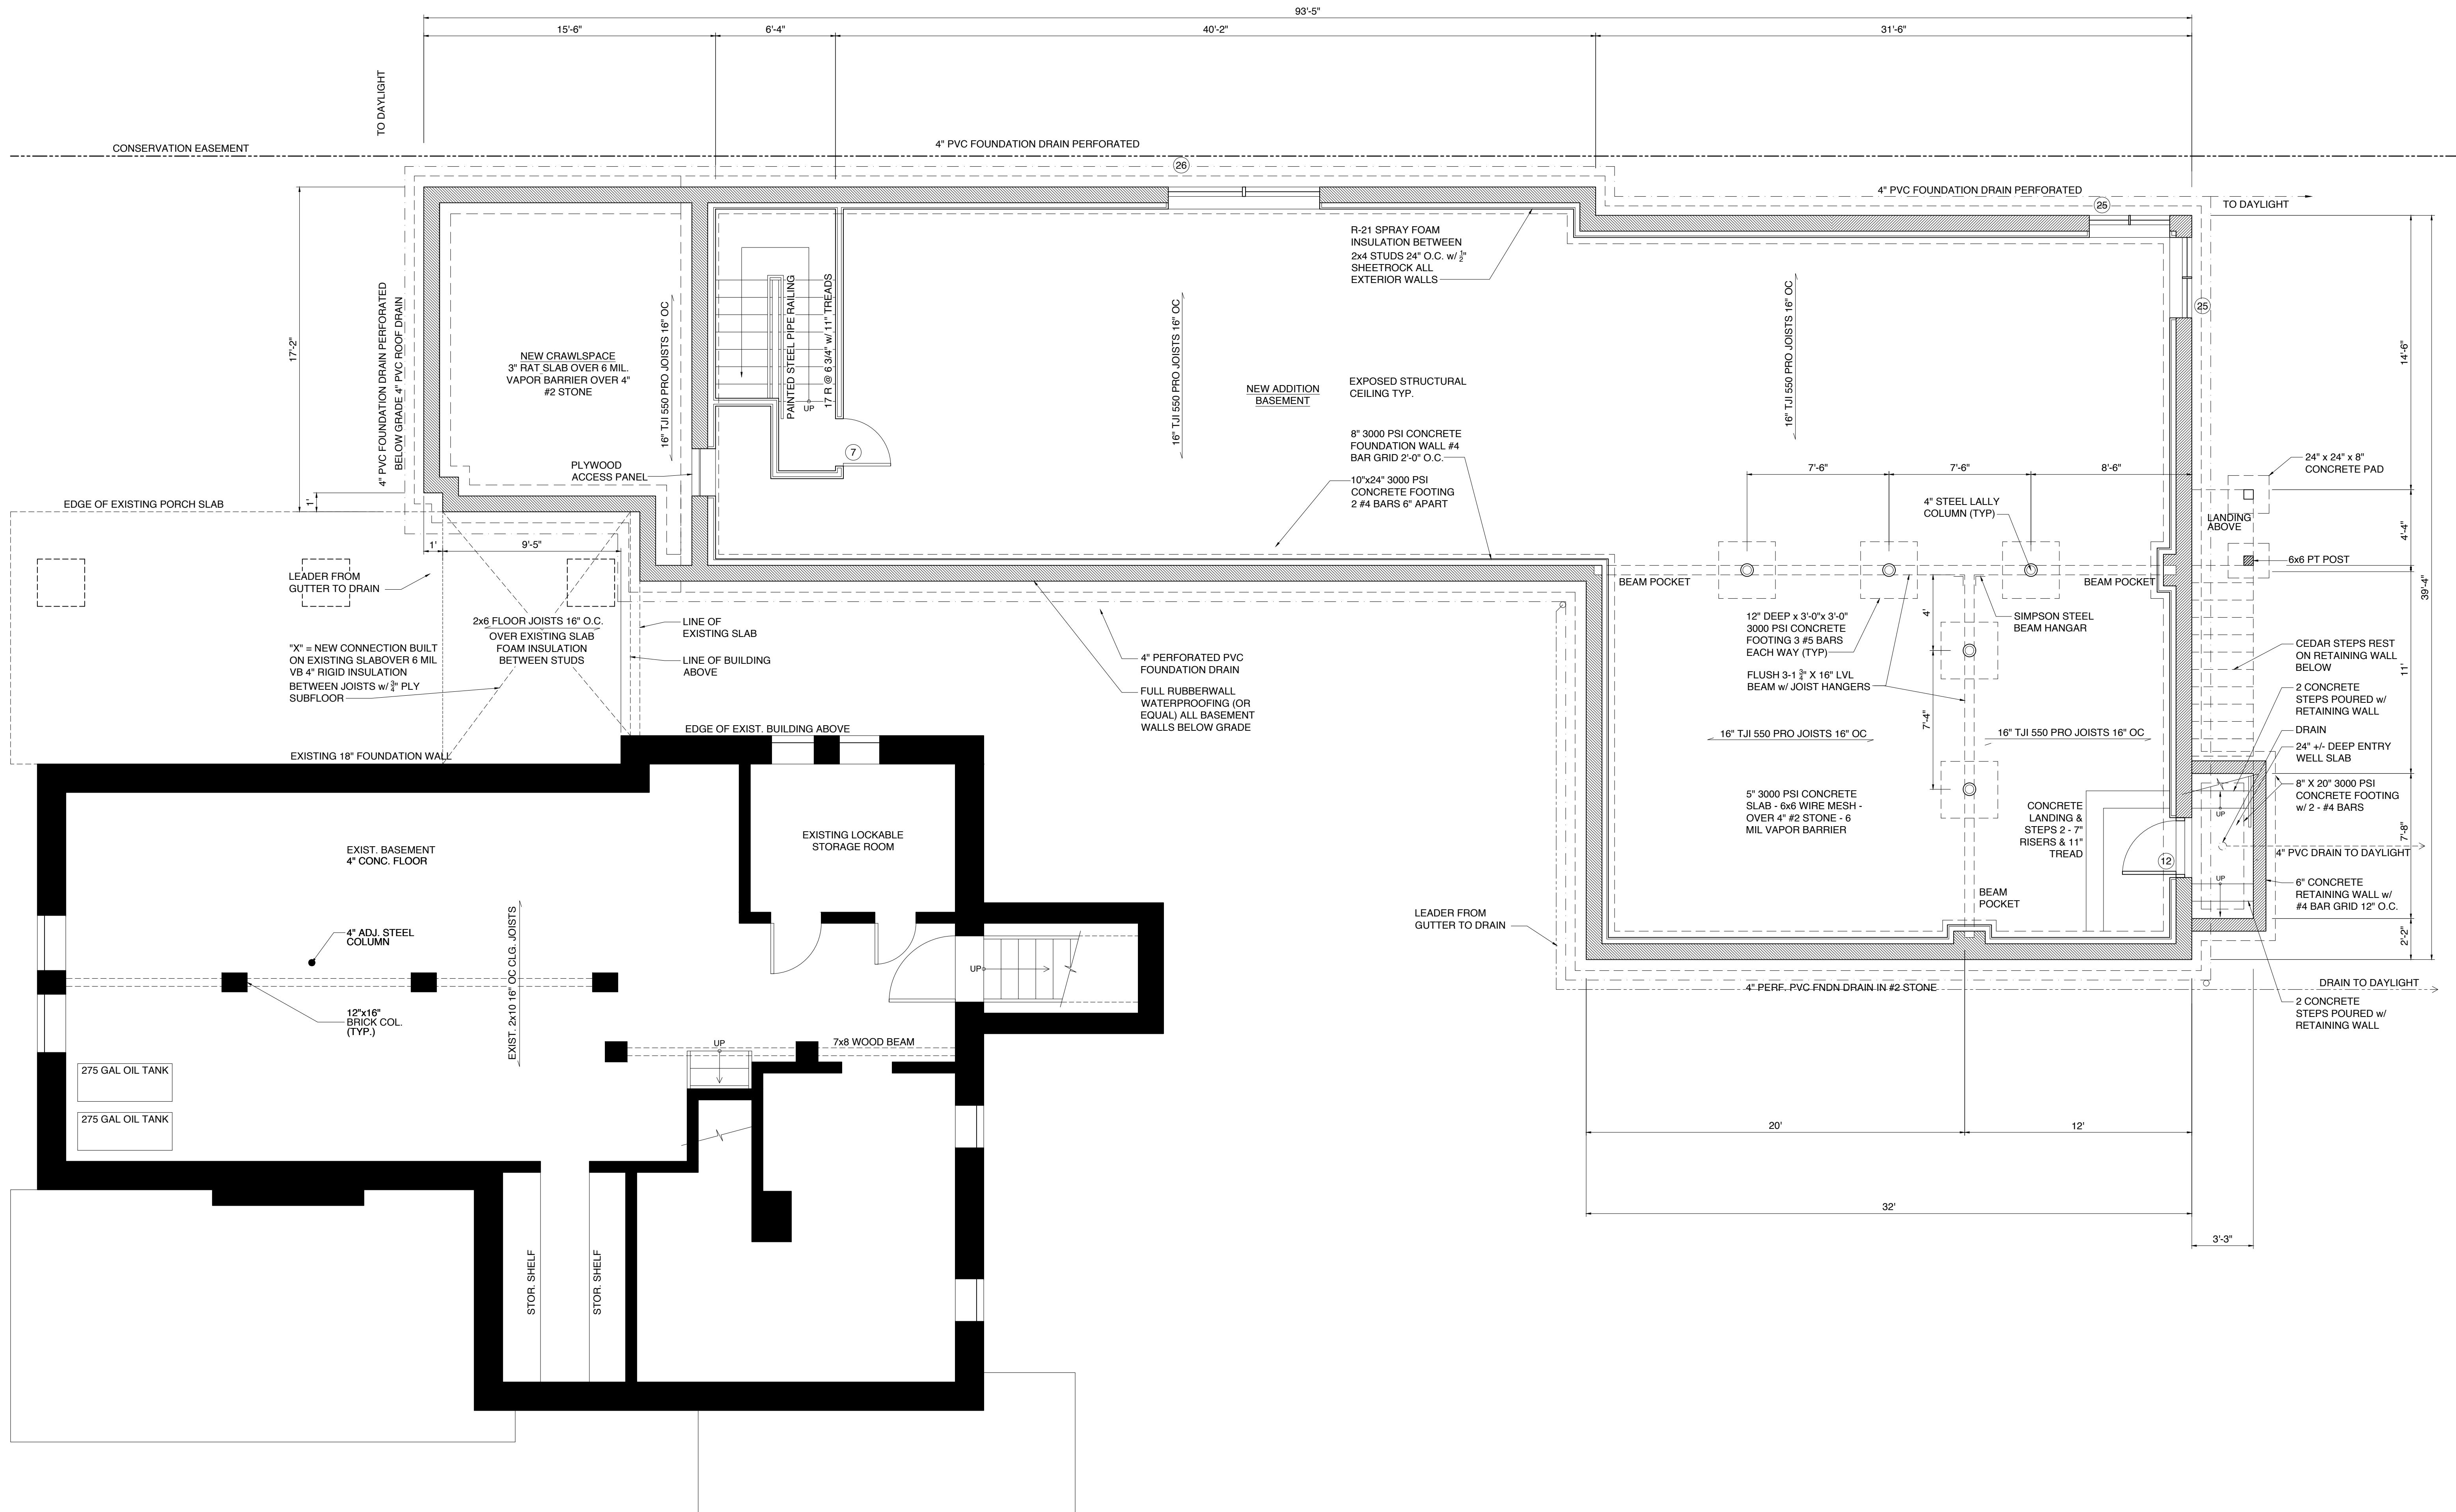 93'-5"
15'-6"
6'-4"
40'-2"
31'-6"
TO DAYLIGHT
CONSERVATION EASEMENT
4" PVC FOUNDATION DRAIN PERFORATED
26
4" PVC FOUNDATION DRAIN PERFORATED
25
TO DAYLIGHT
17'-2"
1'
4" PVC FOUNDATION DRAIN PERFORATED
BELOW GRADE 4" PVC ROOF DRAIN
NEW CRAWLSPACE
3" RAT SLAB OVER 6 MIL.
VAPOR BARRIER OVER 4"
#2 STONE
16" TJI 550 PRO JOISTS 16" OC
PAINTED STEEL PIPE RAILING
17 R @ 6 3/4" w/ 11" TREADS
UP
7
PLYWOOD
ACCESS PANEL
16" TJI 550 PRO JOISTS 16" OC
NEW ADDITION
BASEMENT
R-21 SPRAY FOAM
INSULATION BETWEEN
2x4 STUDS 24" O.C. w/ 1/2"
SHEETROCK ALL
EXTERIOR WALLS
EXPOSED STRUCTURAL
CEILING TYP.
8" 3000 PSI CONCRETE
FOUNDATION WALL #4
BAR GRID 2'-0" O.C.
10"x24" 3000 PSI
CONCRETE FOOTING
2 #4 BARS 6" APART
16" TJI 550 PRO JOISTS 16" OC
25
14'-6"
39'-4"
7'-6"
7'-6"
8'-6"
4" STEEL LALLY
COLUMN (TYP)
24" x 24" x 8"
CONCRETE PAD
LANDING
ABOVE
4'-4"
6x6 PT POST
EDGE OF EXISTING PORCH SLAB
1'
9'-5"
LEADER FROM
GUTTER TO DRAIN
2x6 FLOOR JOISTS 16" O.C.
OVER EXISTING SLAB
FOAM INSULATION
BETWEEN STUDS
"X" = NEW CONNECTION BUILT
ON EXISTING SLABOVER 6 MIL
VB 4" RIGID INSULATION
BETWEEN JOISTS w/ 3/4" PLY
SUBFLOOR
LINE OF
EXISTING SLAB
LINE OF BUILDING
ABOVE
4" PERFORATED PVC
FOUNDATION DRAIN
FULL RUBBERWALL
WATERPROOFING (OR
EQUAL) ALL BASEMENT
WALLS BELOW GRADE
BEAM POCKET
BEAM POCKET
12" DEEP x 3'-0"x 3'-0"
3000 PSI CONCRETE
FOOTING 3 #5 BARS
EACH WAY (TYP)
FLUSH 3-1 3/4" X 16" LVL
BEAM w/ JOIST HANGERS
4'
7'-4"
SIMPSON STEEL
BEAM HANGAR
16" TJI 550 PRO JOISTS 16" OC
16" TJI 550 PRO JOISTS 16" OC
5" 3000 PSI CONCRETE
SLAB - 6x6 WIRE MESH -
OVER 4" #2 STONE - 6
MIL VAPOR BARRIER
CONCRETE
LANDING &
STEPS 2 - 7"
RISERS & 11"
TREAD
12
BEAM
POCKET
UP
UP
CEDAR STEPS REST
ON RETAINING WALL
BELOW
11'
2 CONCRETE
STEPS POURED w/
RETAINING WALL
DRAIN
24" +/- DEEP ENTRY
WELL SLAB
8" X 20" 3000 PSI
CONCRETE FOOTING
w/ 2 - #4 BARS
7'-8"
4" PVC DRAIN TO DAYLIGHT
6" CONCRETE
RETAINING WALL w/
#4 BAR GRID 12" O.C.
2'-2"
DRAIN TO DAYLIGHT
2 CONCRETE
STEPS POURED w/
RETAINING WALL
LEADER FROM
GUTTER TO DRAIN
4" PERF. PVC FNDN DRAIN IN #2 STONE
20'
12'
32'
3'-3"
EDGE OF EXIST. BUILDING ABOVE
EXISTING 18" FOUNDATION WALL
EXIST. BASEMENT
4" CONC. FLOOR
EXISTING LOCKABLE
STORAGE ROOM
4" ADJ. STEEL
COLUMN
EXIST. 2x10 16" OC CLG. JOISTS
UP
12"x16"
BRICK COL.
(TYP.)
UP
7x8 WOOD BEAM
275 GAL OIL TANK
275 GAL OIL TANK
STOR. SHELF
STOR. SHELF